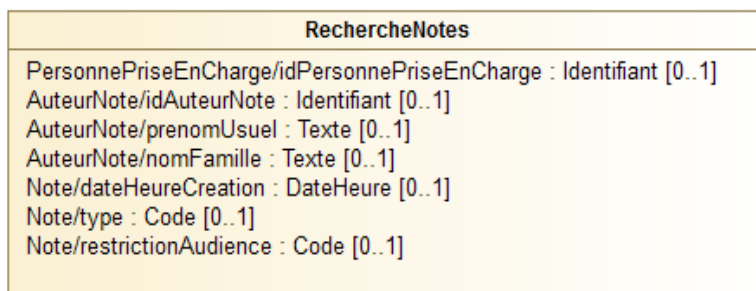 RechercheNotes
PersonnePriseEnCharge/idPersonnePriseEnCharge : Identifiant [0..1]
AuteurNote/idAuteurNote : Identifiant [0..1]
AuteurNote/prenomUsuel : Texte [0..1]
AuteurNote/nomFamille : Texte [0..1]
Note/dateHeureCreation : DateHeure [0..1]
Note/type : Code [0..1]
Note/restrictionAudience : Code [0..1]